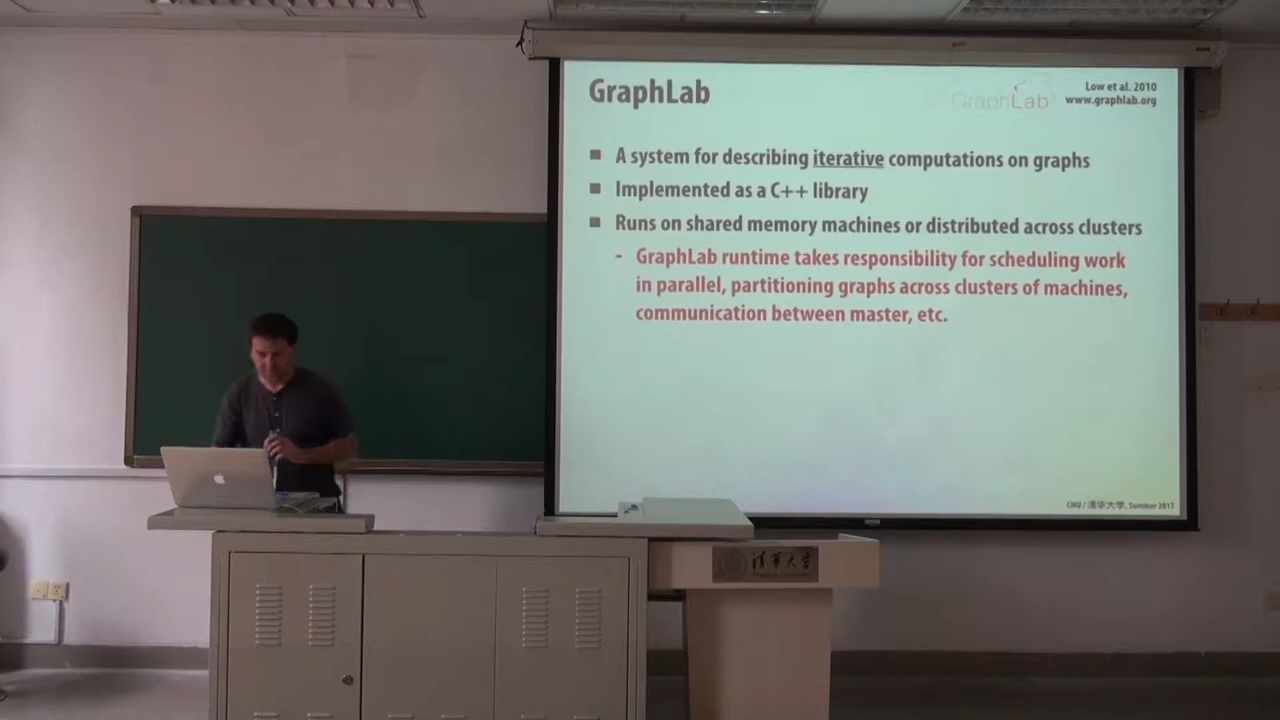 GraphLab
GraphLab
Low et al. 2010
www.graphlab.org
A system for describing iterative computations on graphs
Implemented as a C++ library
Runs on shared memory machines or distributed across clusters
- GraphLab runtime takes responsibility for scheduling work
in parallel, partitioning graphs across clusters of machines,
communication between master, etc.
CMU / 清华大学, Summer 2017
清华大学